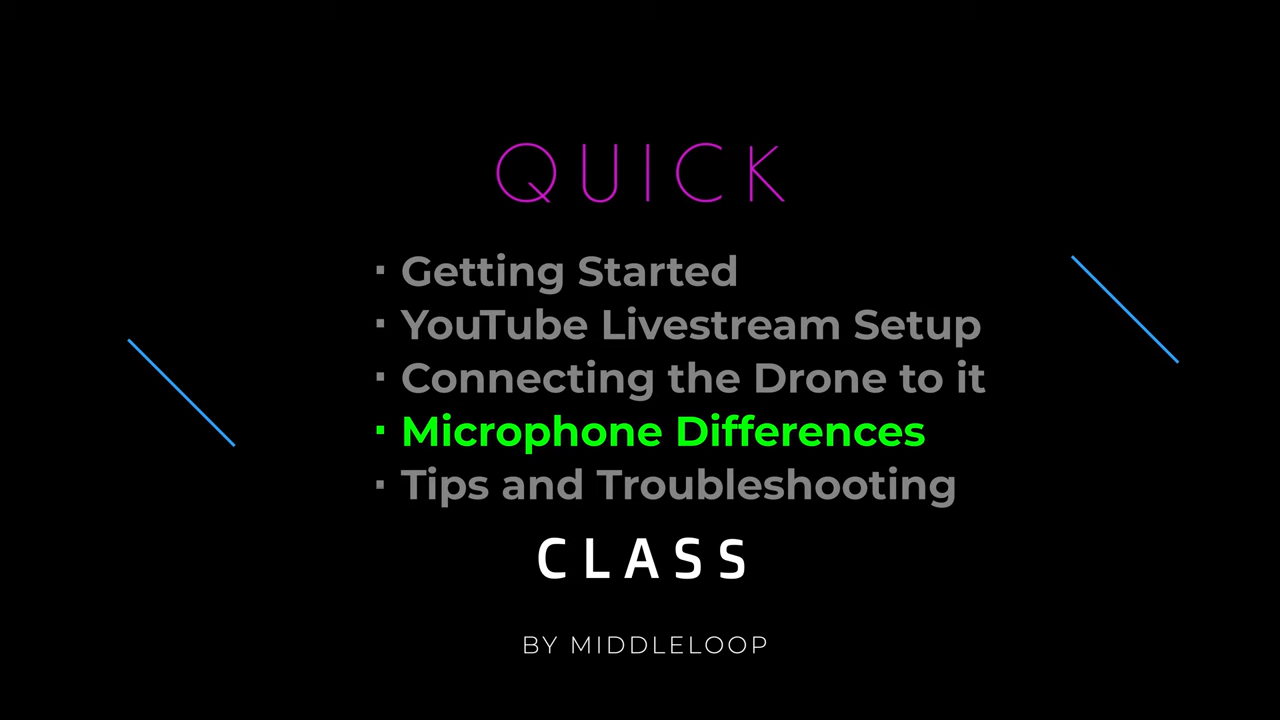 QUICK
· Getting Started
· YouTube Livestream Setup
· Connecting the Drone to it
· Microphone Differences
· Tips and Troubleshooting
CLASS
BY MIDDLELOOP